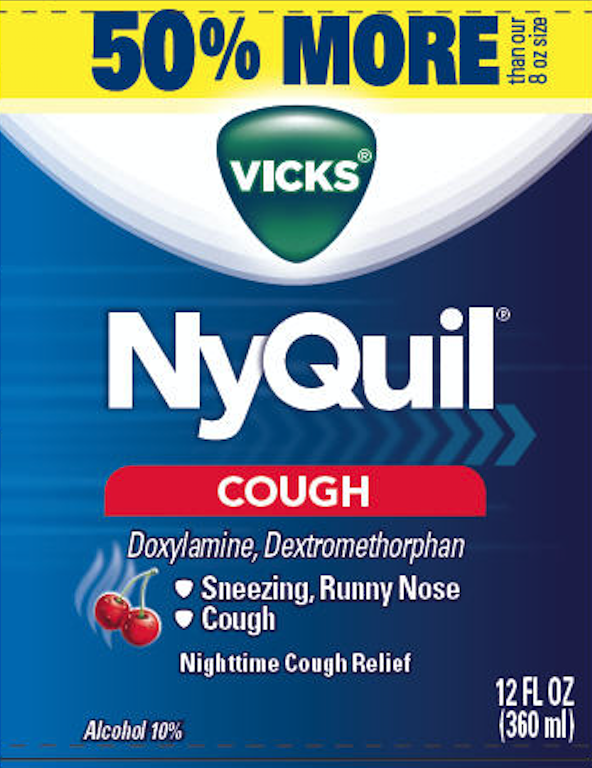 50% MORE
than our
8 oz size
VICKS®
NyQuil®
COUGH
Doxylamine, Dextromethorphan
Sneezing, Runny Nose
Cough
Nighttime Cough Relief
12 FL OZ
(360 ml)
Alcohol 10%